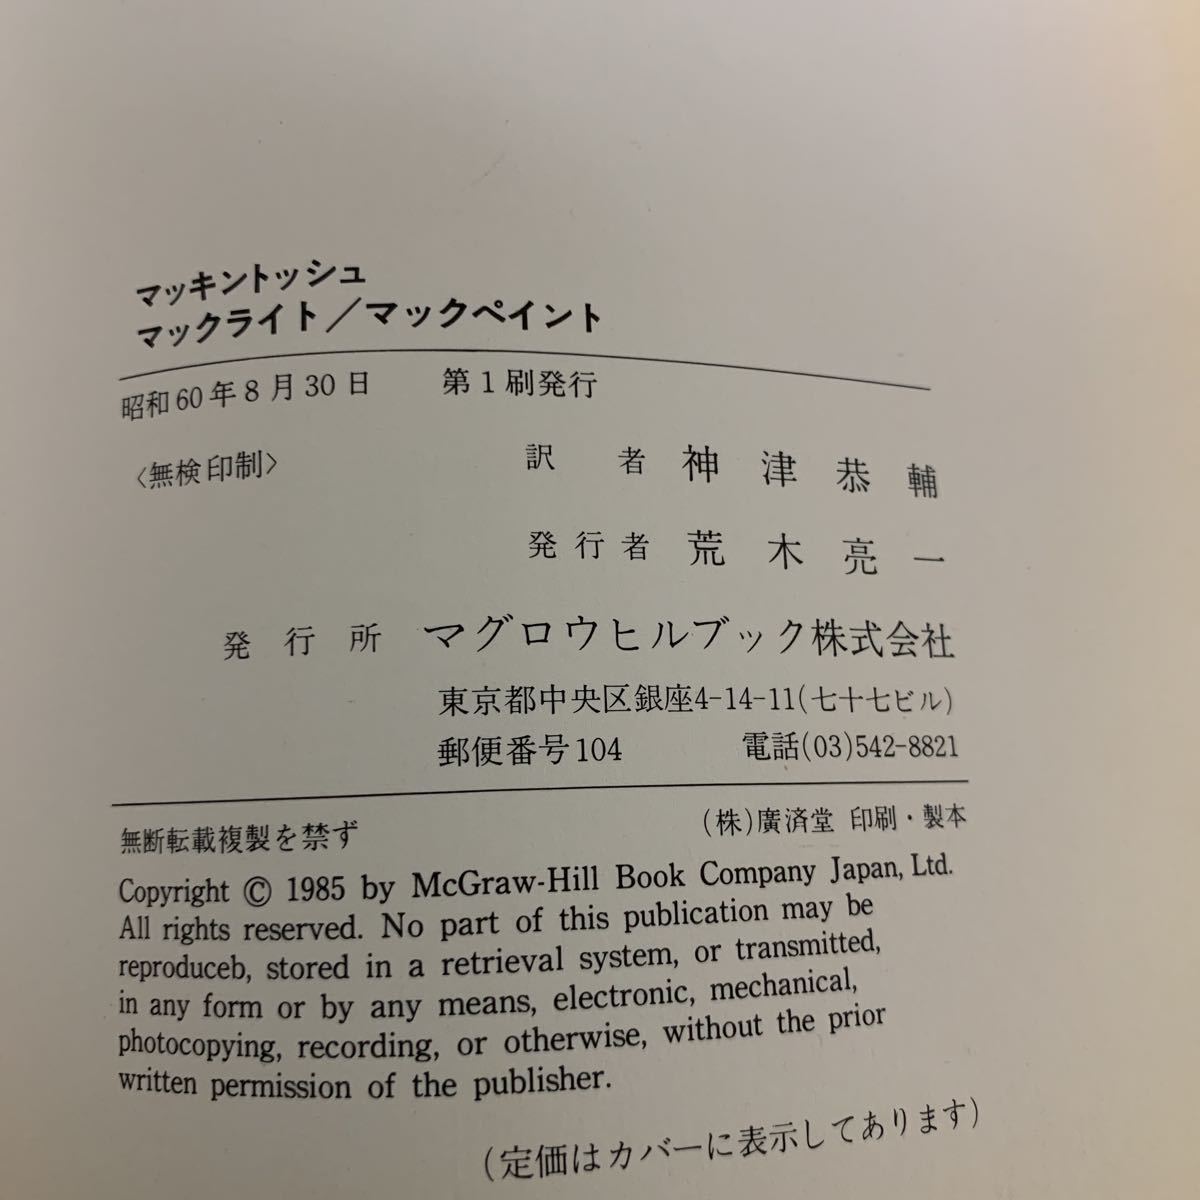 マッキントッシュ
マックライト/マックペイント
昭和60年8月30日 第1刷発行
〈無検印制〉 訳者 神津恭輔
発行者 荒木亮一
発行所 マグロウヒルブック株式会社
東京都中央区銀座4-14-11(七十七ビル)
郵便番号104 電話(03)542-8821
無断転載複製を禁ず (株)廣済堂 印刷・製本
Copyright © 1985 by McGraw-Hill Book Company Japan, Ltd.
All rights reserved. No part of this publication may be
reproduceb, stored in a retrieval system, or transmitted,
in any form or by any means, electronic, mechanical,
photocopying, recording, or otherwise, without the prior
written permission of the publisher.
(定価はカバーに表示してあります)